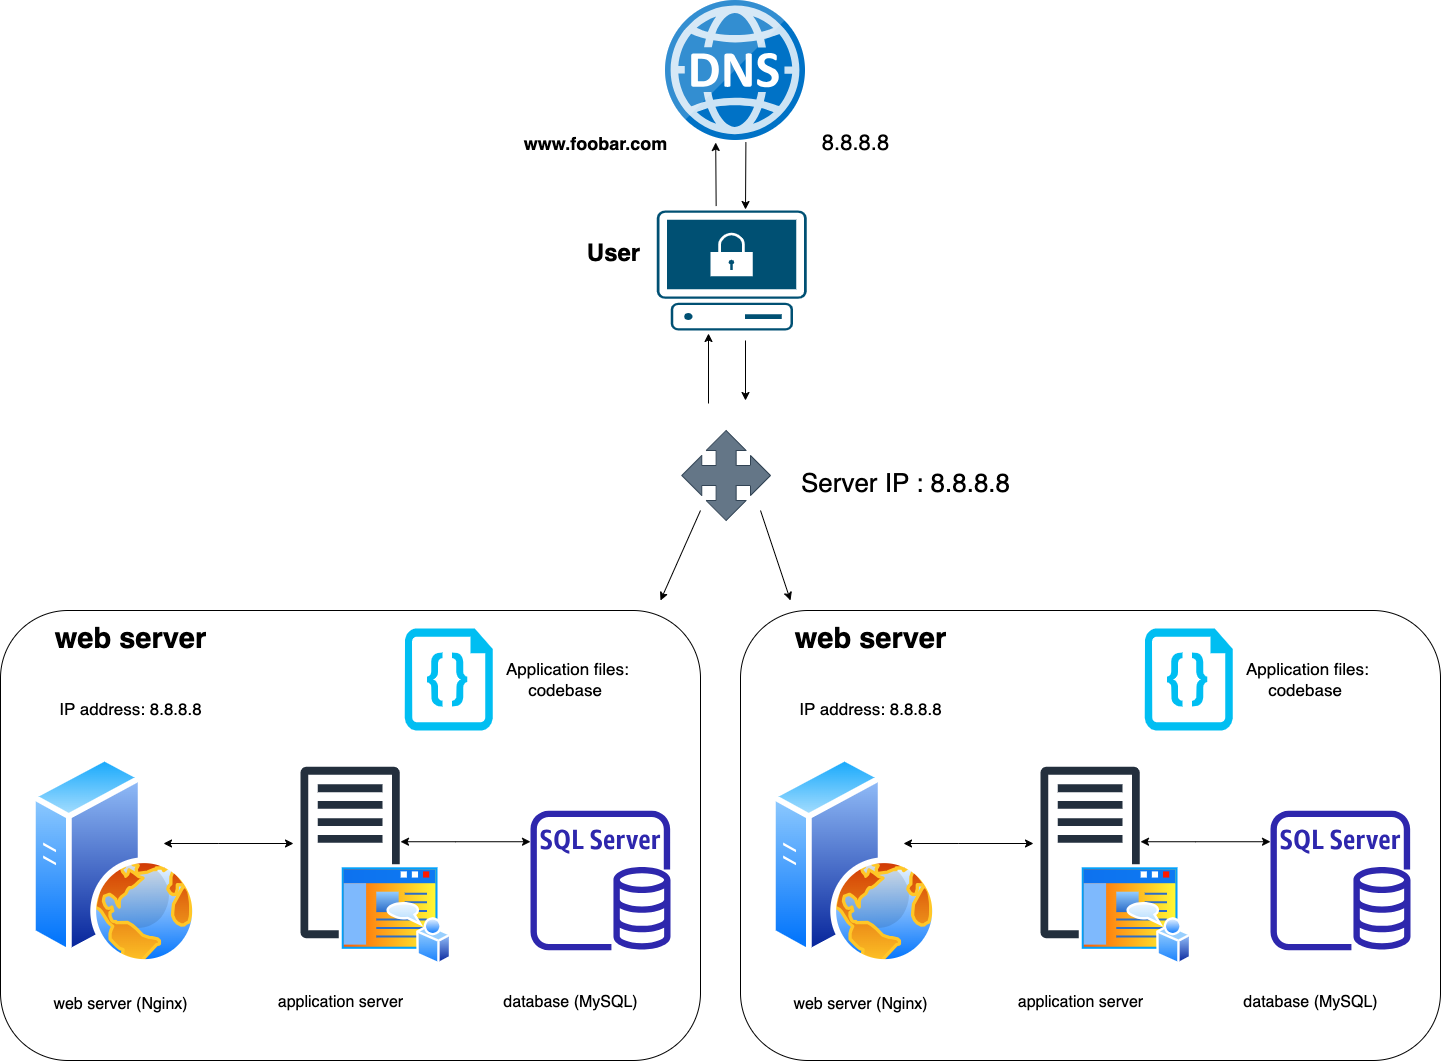 DNS
www.foobar.com
8.8.8.8
User
Server IP : 8.8.8.8
web server
Application files:
codebase
IP address: 8.8.8.8
SQL Server
web server (Nginx)
application server
database (MySQL)
web server
Application files:
codebase
IP address: 8.8.8.8
SQL Server
web server (Nginx)
application server
database (MySQL)